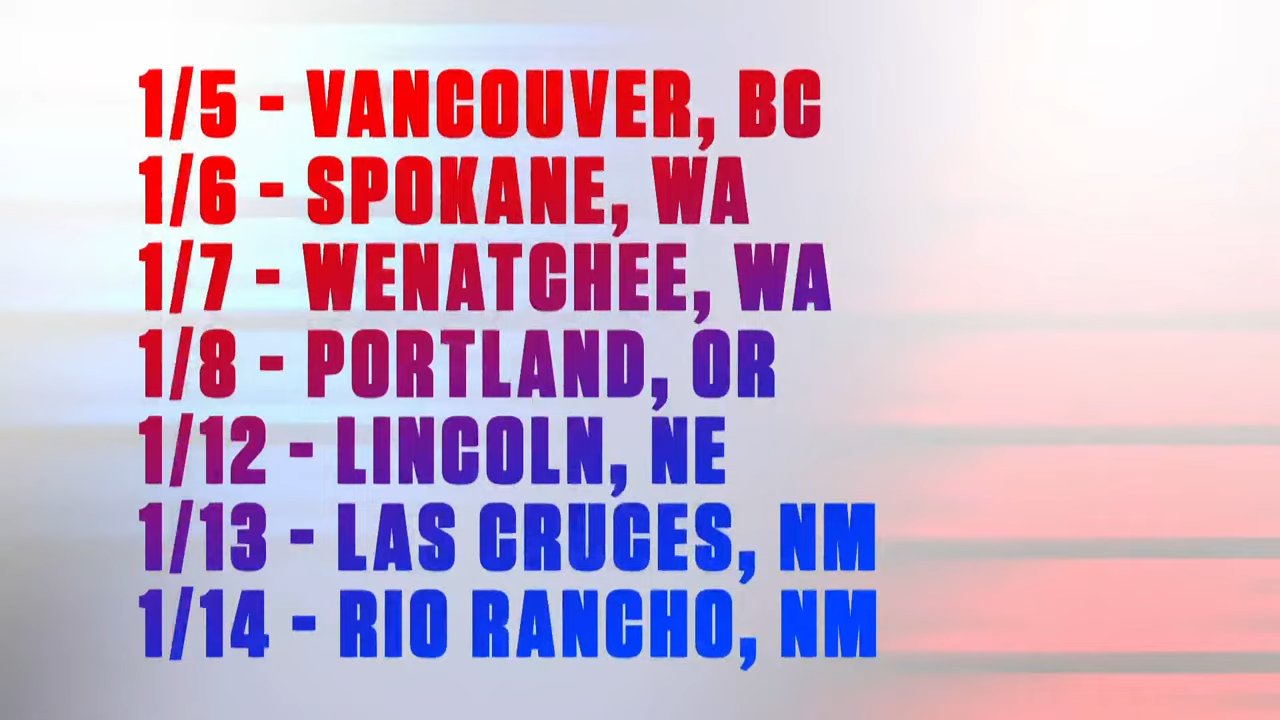 1/5 - VANCOUVER, BC
1/6 - SPOKANE, WA
1/7 - WENATCHEE, WA
1/8 - PORTLAND, OR
1/12 - LINCOLN, NE
1/13 - LAS CRUCES, NM
1/14 - RIO RANCHO, NM